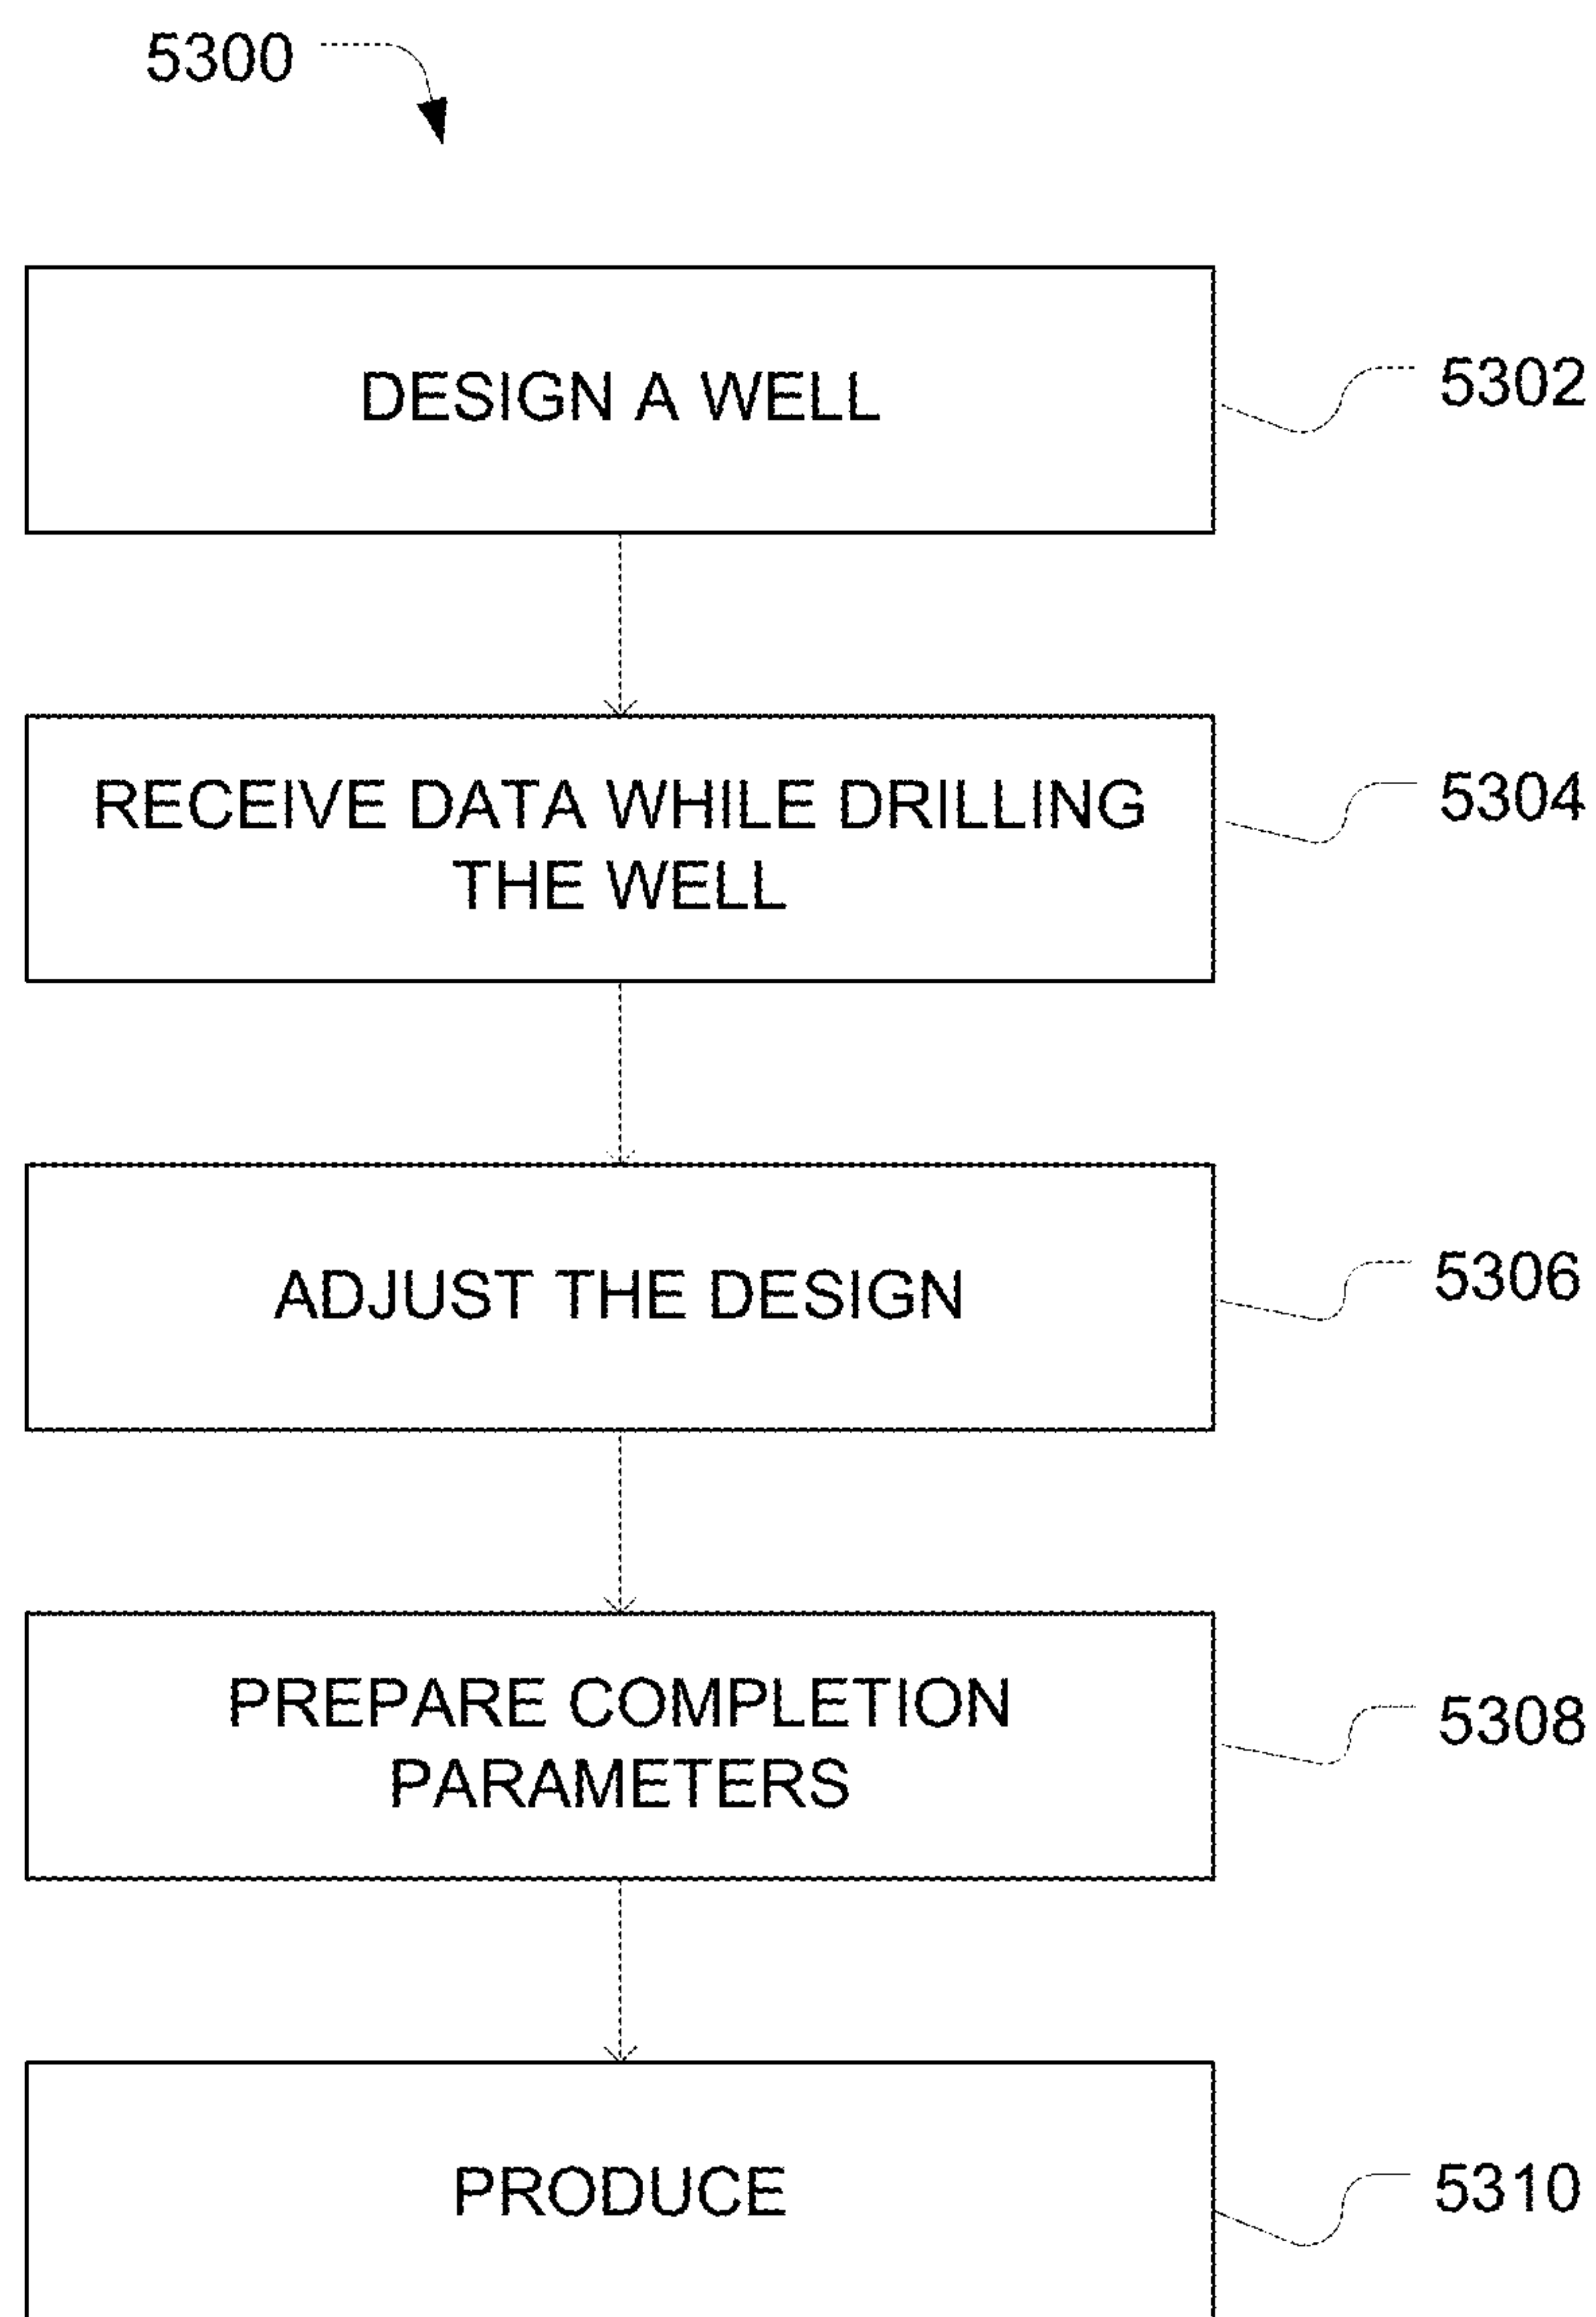 5300
DESIGN A WELL
5302
RECEIVE DATA WHILE DRILLING
THE WELL
5304
ADJUST THE DESIGN
5306
PREPARE COMPLETION
PARAMETERS
5308
PRODUCE
5310